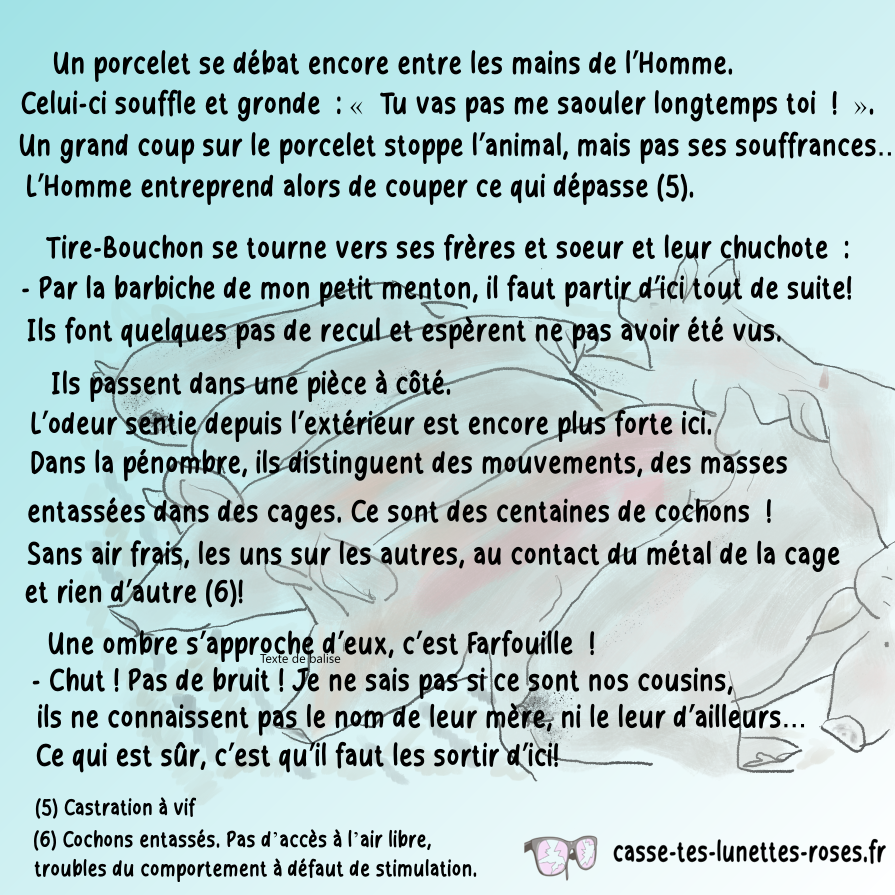 Un porcelet se débat encore entre les mains de l'Homme.
Celui-ci souffle et gronde : « Tu vas pas me saouler longtemps toi ! ».
Un grand coup sur le porcelet stoppe l'animal, mais pas ses souffrances...
L'Homme entreprend alors de couper ce qui dépasse (5).
Tire-Bouchon se tourne vers ses frères et soeur et leur chuchote :
- Par la barbiche de mon petit menton, il faut partir d'ici tout de suite!
Ils font quelques pas de recul et espèrent ne pas avoir été vus.
Ils passent dans une pièce à côté.
L'odeur sentie depuis l'extérieur est encore plus forte ici.
Dans la pénombre, ils distinguent des mouvements, des masses
entassées dans des cages. Ce sont des centaines de cochons !
Sans air frais, les uns sur les autres, au contact du métal de la cage
et rien d'autre (6)!
Une ombre s'approche d'eux, c'est Farfouille !
Texte de balise
- Chut ! Pas de bruit ! Je ne sais pas si ce sont nos cousins,
ils ne connaissent pas le nom de leur mère, ni le leur d'ailleurs...
Ce qui est sûr, c'est qu'il faut les sortir d'ici!
(5) Castration à vif
(6) Cochons entassés. Pas d'accès à l'air libre,
troubles du comportement à défaut de stimulation.
casse-tes-lunettes-roses.fr